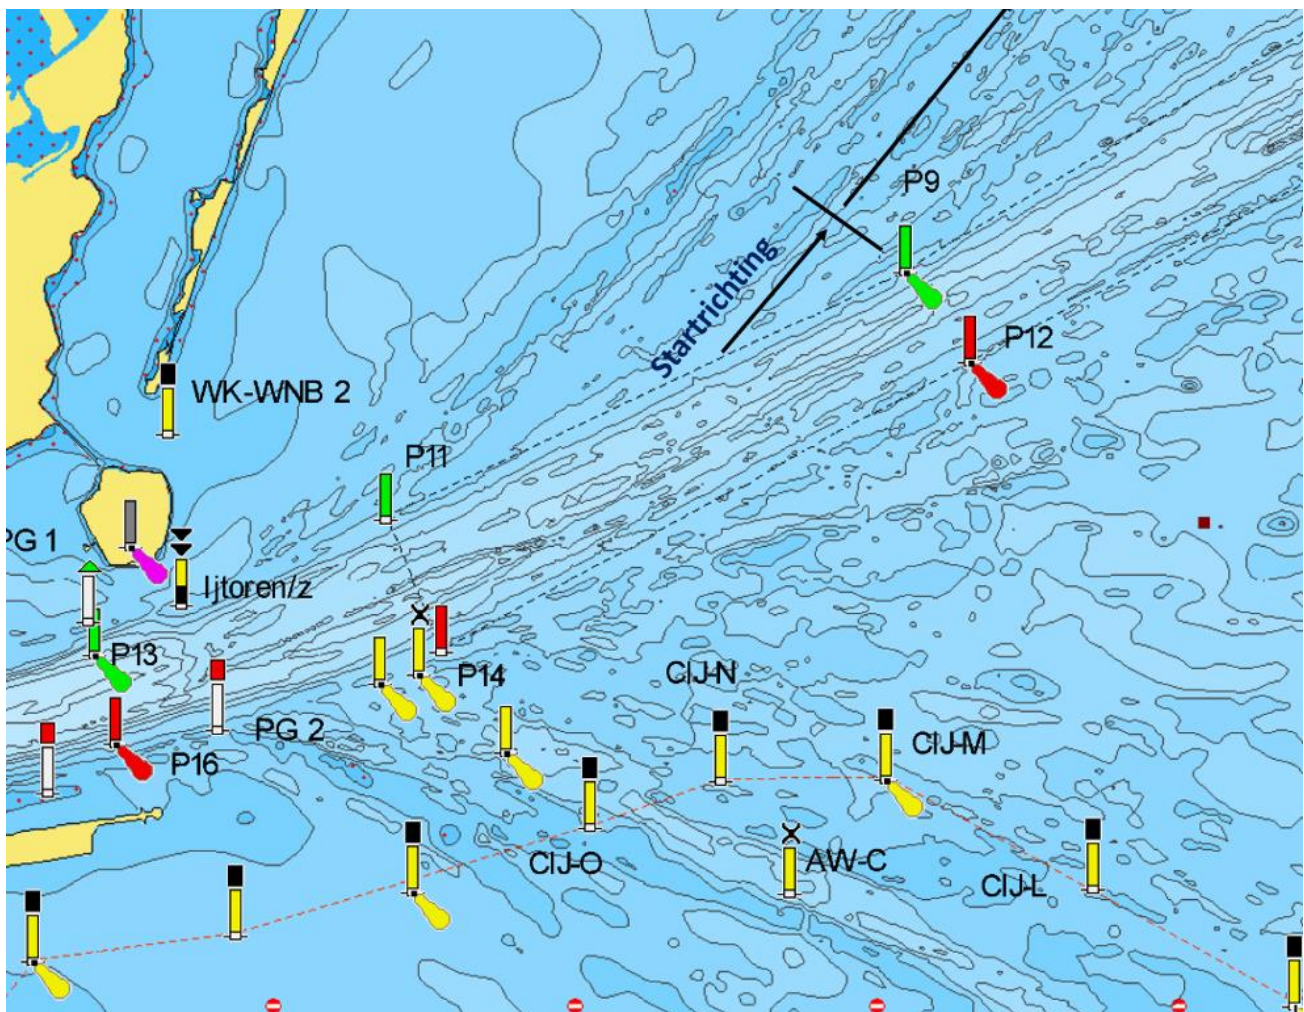 P9
Startrichting
P12
WK-WNB 2
P11
PG 1
Ijtoren/z
P13
P14
CIJ-N
PG 2
CIJ-M
P16
CIJ-O
AW-C
CIJ-L